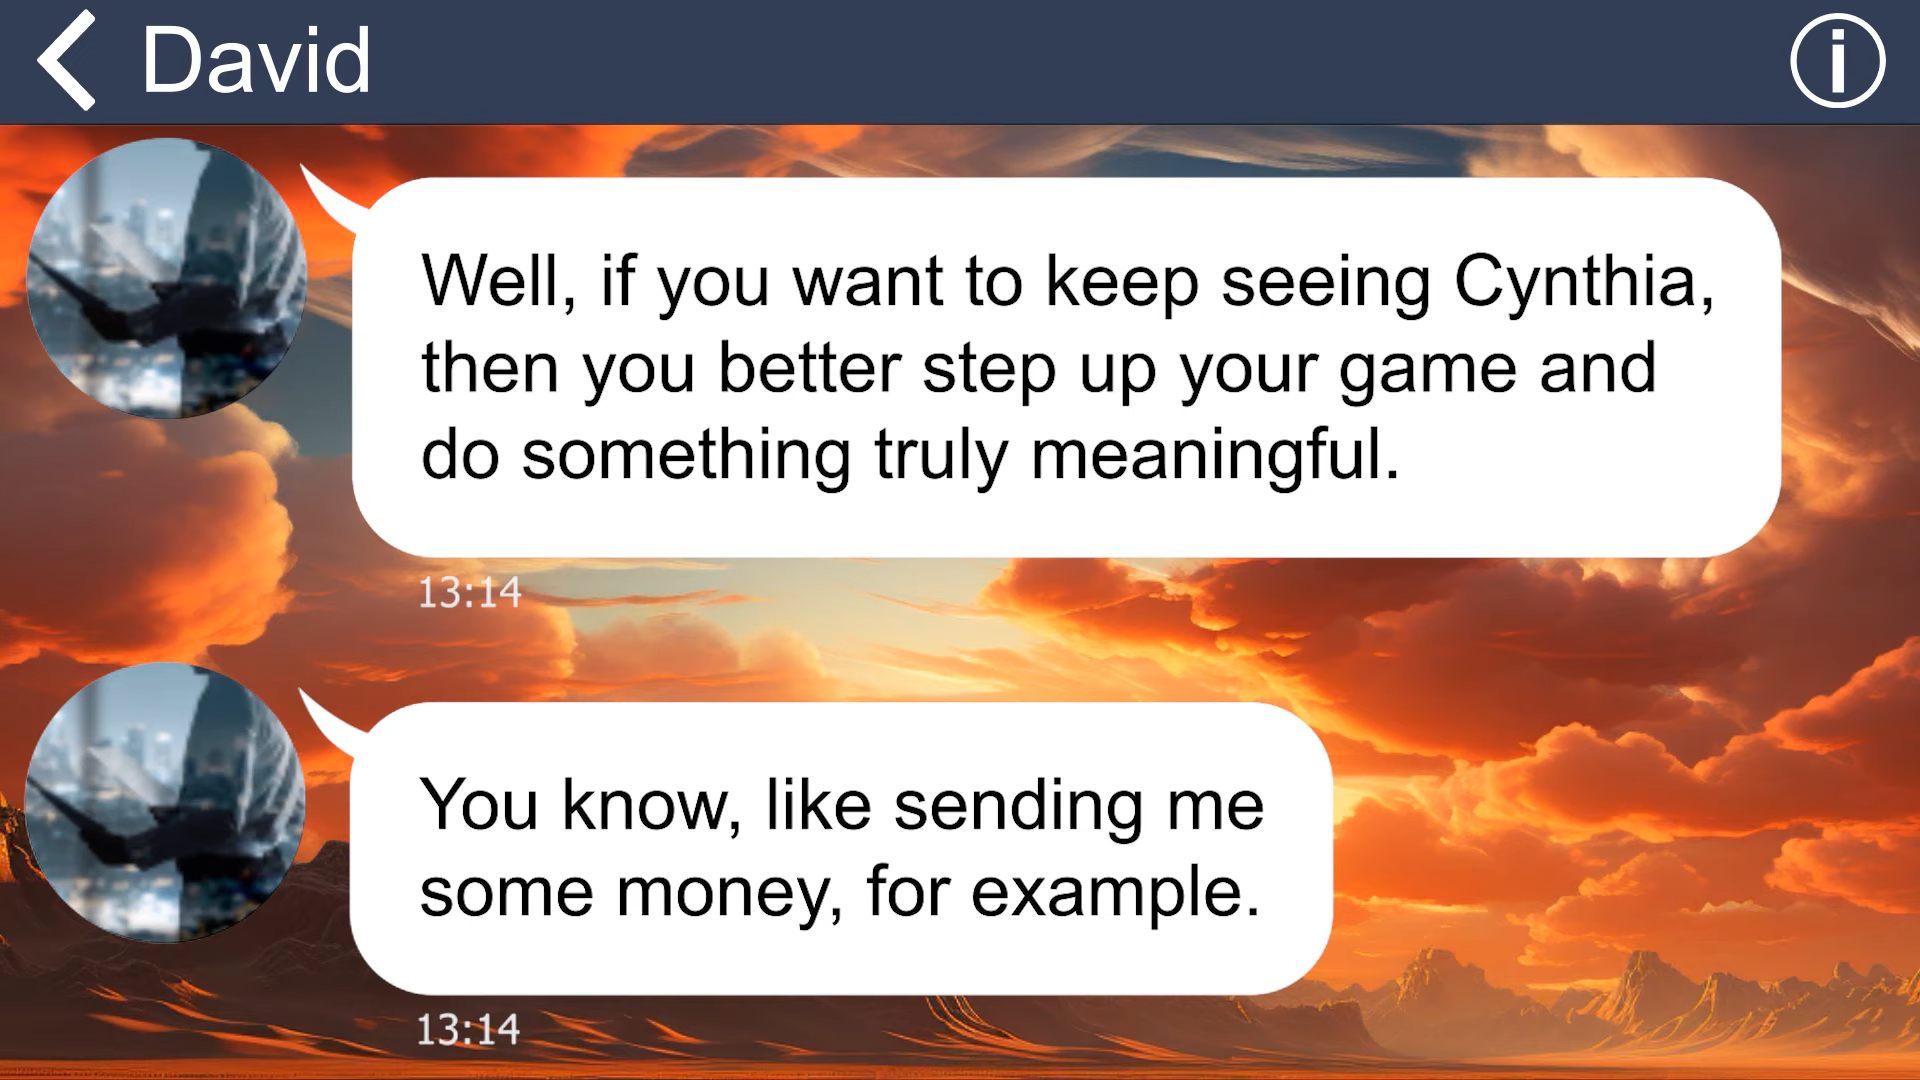 David
Well, if you want to keep seeing Cynthia,
then you better step up your game and
do something truly meaningful.
13:14
You know, like sending me
some money, for example.
13:14